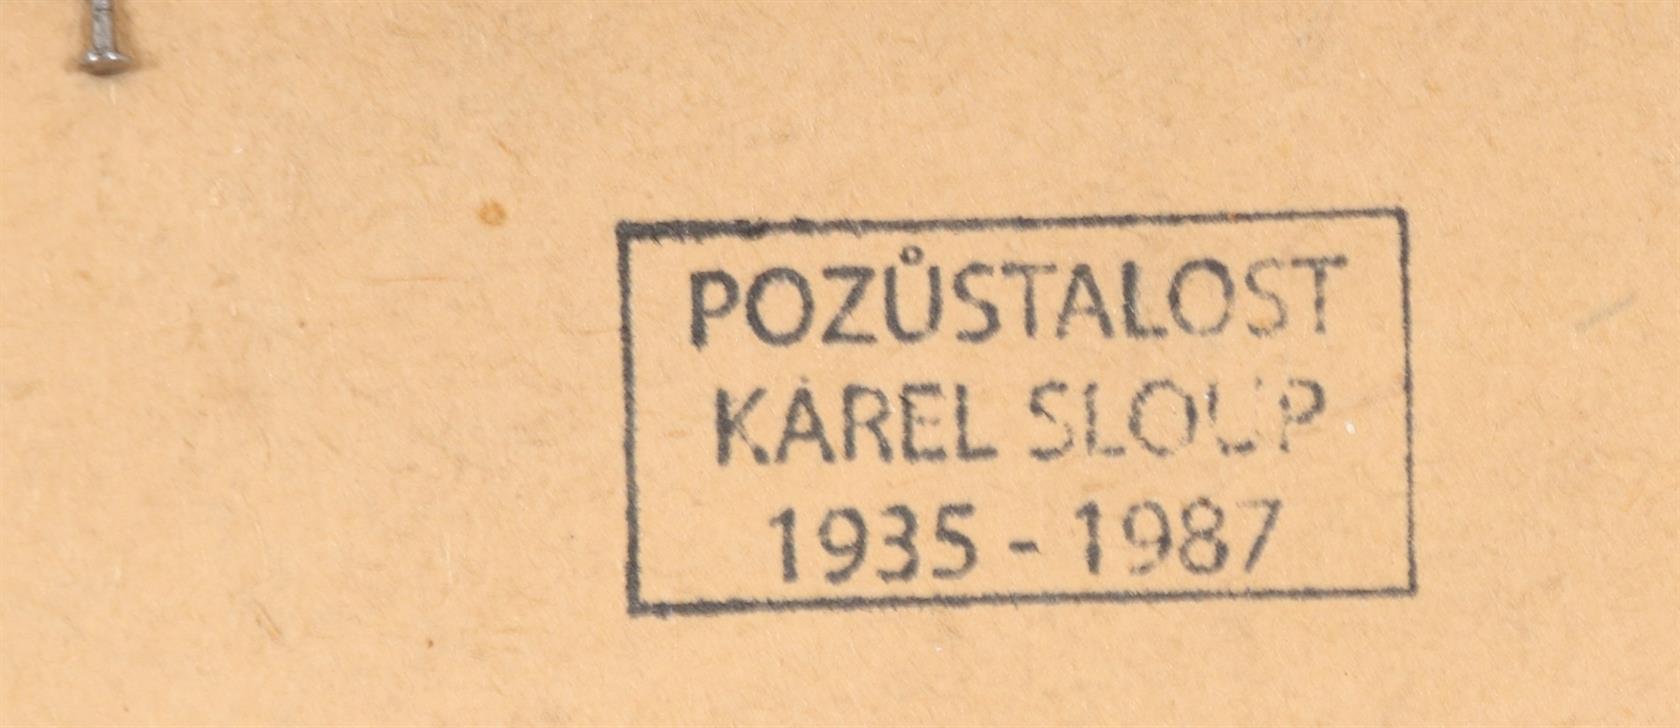 POZŮSTALOST
KAREL SLOUP
1935 - 1987